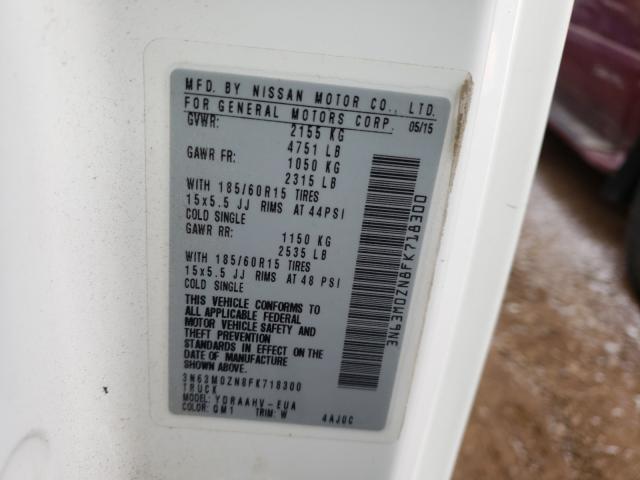 MFD. BY NISSAN MOTOR CO., LTD.
FOR GENERAL MOTORS CORP. 05/15
GVWR: 2155 KG
4751 LB
GAWR FR: 1050 KG
2315 LB
WITH 185/60R15 TIRES
15x5.5 JJ RIMS AT 44PSI
COLD SINGLE
GAWR RR: 1150 KG
2535 LB
WITH 185/60R15 TIRES
15x5.5 JJ RIMS AT 48 PSI
COLD SINGLE
THIS VEHICLE CONFORMS TO
ALL APPLICABLE FEDERAL
MOTOR VEHICLE SAFETY AND
THEFT PREVENTION
STANDARDS IN EFFECT ON THE
DATE OF MANUFACTURE
SHOWN ABOVE.
3N63M0ZN8FK718300
TRUCK
MODEL: YDRAAHV-EUA
COLOR: QM1 TRIM: W 4AJ0C
3N63M0ZN8FK718300